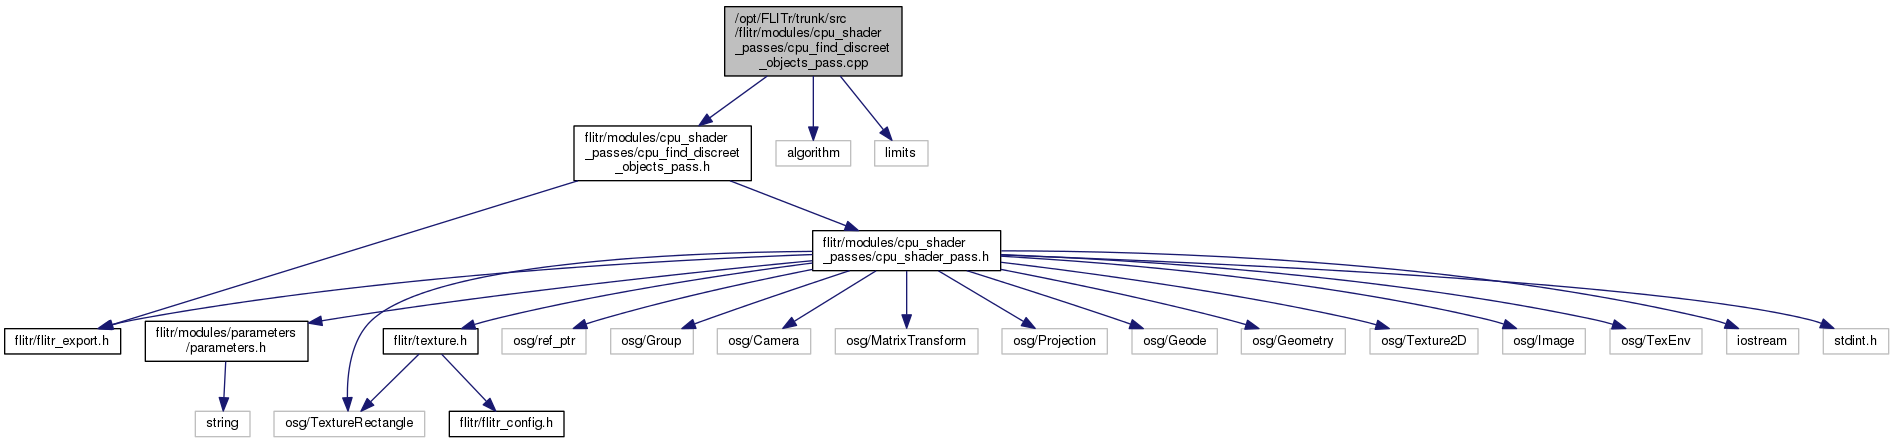 /opt/FLITr/trunk/src
/flitr/modules/cpu_shader
_passes/cpu_find_discreet
_objects_pass.cpp
flitr/modules/cpu_shader
_passes/cpu_find_discreet
_objects_pass.h
algorithm
limits
flitr/modules/cpu_shader
_passes/cpu_shader_pass.h
flitr/flitr_export.h
flitr/modules/parameters
/parameters.h
flitr/texture.h
osg/ref_ptr
osg/Group
osg/Camera
osg/MatrixTransform
osg/Projection
osg/Geode
osg/Geometry
osg/Texture2D
osg/Image
osg/TexEnv
iostream
stdint.h
string
osg/TextureRectangle
flitr/flitr_config.h